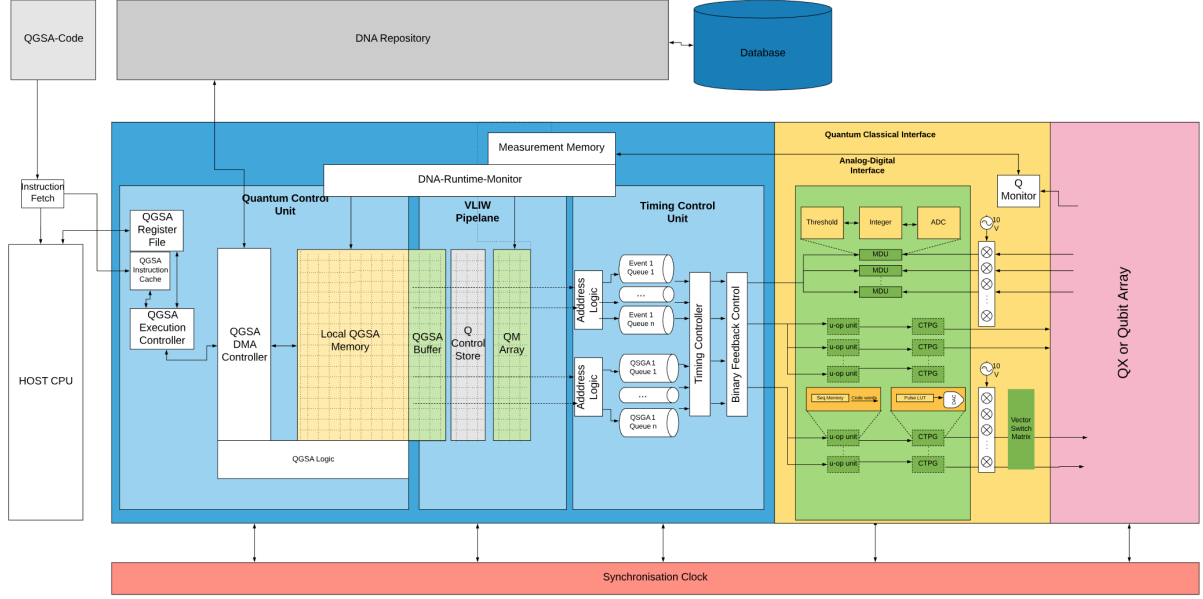 QGSA-Code
DNA Repository
Database
Instruction
Fetch
HOST CPU
Measurement Memory
DNA-Runtime-Monitor
Quantum Control
Unit
QGSA
Register
File
QGSA
Instruction
Cache
QGSA
Execution
Controller
QGSA
DMA
Controller
Local QGSA
Memory
QGSA Logic
VLIW
Pipelane
QGSA
Buffer
Q
Control
Store
QM
Array
Timing Control
Unit
Adddress
Logic
Event 1
Queue 1
...
Event 1
Queue n
Adddress
Logic
QSGA 1
Queue 1
...
QSGA 1
Queue n
Timing Controller
Binary Feedback Control
Quantum Classical Interface
Analog-Digital
Interface
Threshold
Integer
ADC
MDU
MDU
MDU
u-op unit
CTPG
u-op unit
CTPG
u-op unit
CTPG
Seq Memory
Code words
Pulse LUT
DAC
u-op unit
CTPG
u-op unit
CTPG
Q
Monitor
10
V
10
V
Vector
Switch
Matrix
QX or Qubit Array
Synchronisation Clock